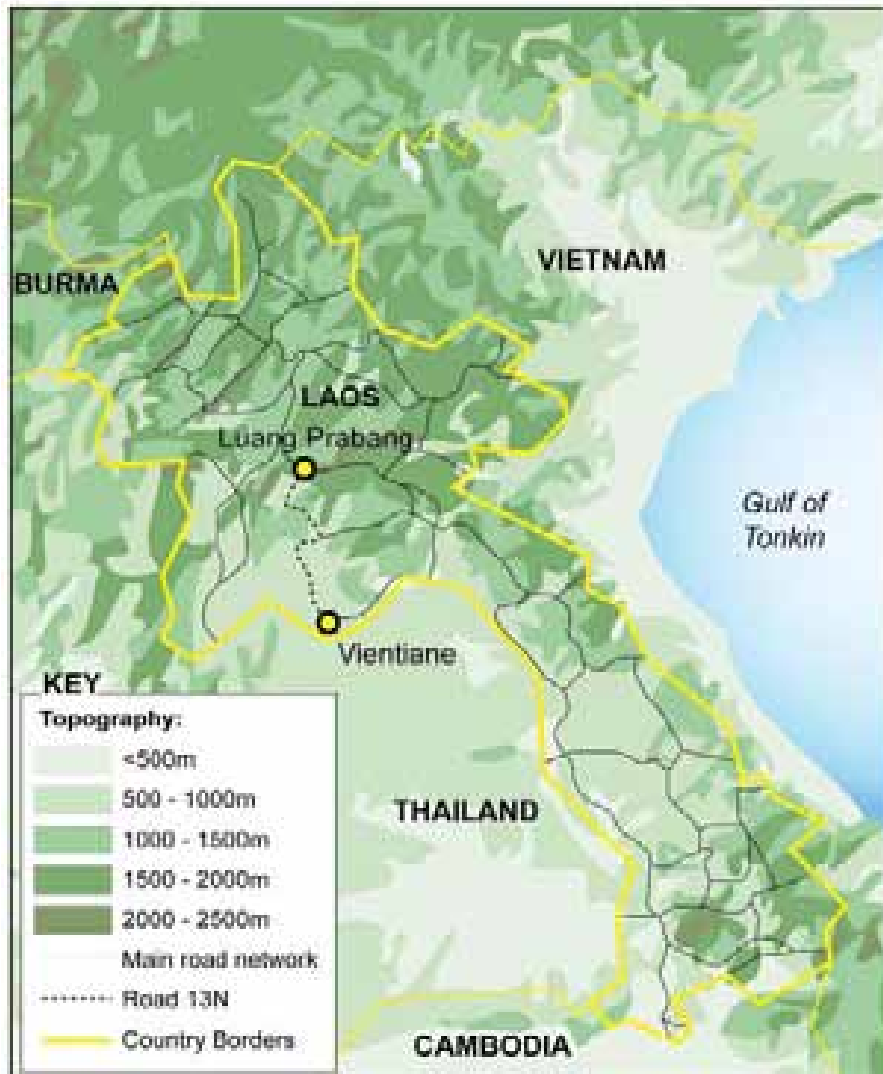 VIETNAM
BURMA
LAOS
Luang Prabang
Gulf of
Tonkin
Vientiane
KEY
Topography:
<500m
500 - 1000m
1000 - 1500m
1500 - 2000m
2000 - 2500m
Main road network
Road 13N
Country Borders
THAILAND
CAMBODIA